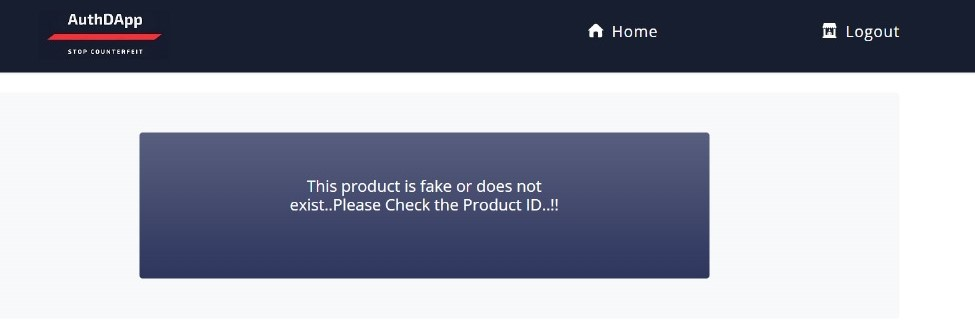 AuthDApp
STOP COUNTERFEIT
Home
Logout
This product is fake or does not
exist..Please Check the Product ID..!!